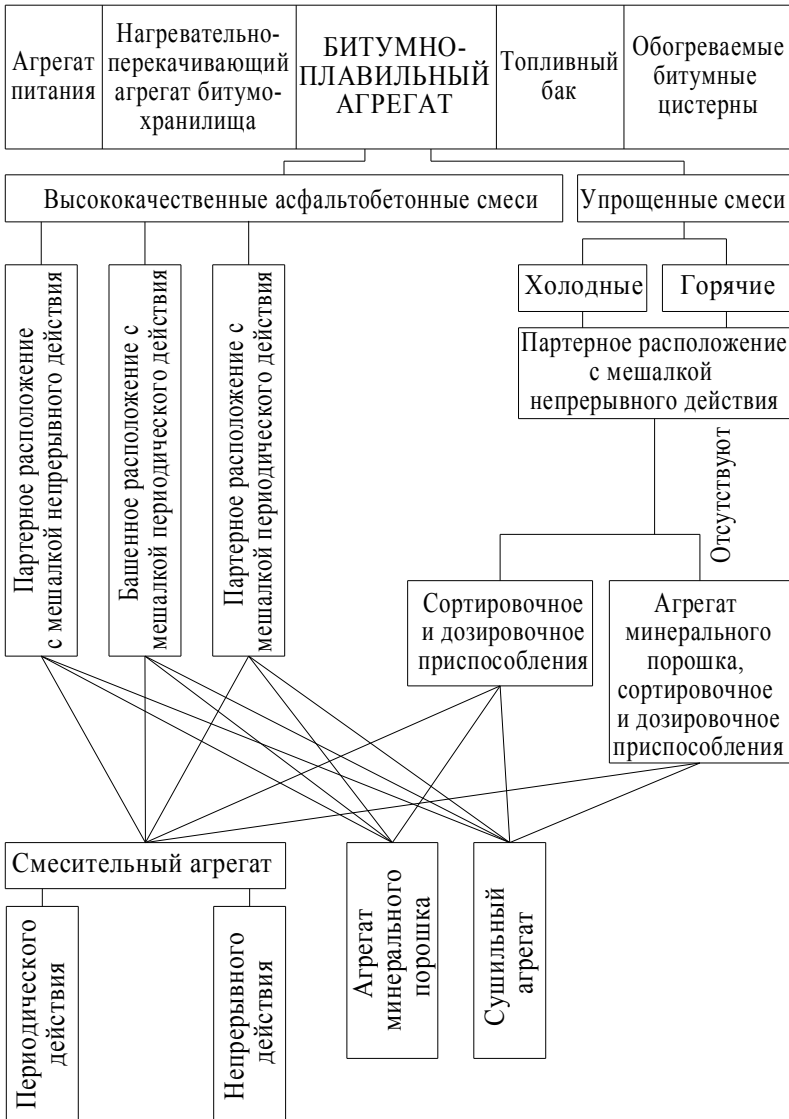 Агрегат
питания
Нагревательно-
перекачивающий
агрегат битумо-
хранилища
БИТУМНО-
ПЛАВИЛЬНЫЙ
АГРЕГАТ
Топливный
бак
Обогреваемые
битумные
цистерны
Высококачественные асфальтобетонные смеси
Упрощенные смеси
Партерное расположение
с мешалкой непрерывного действия
Башенное расположение с
мешалкой периодического действия
Партерное расположение с
мешалкой периодического действия
Холодные
Горячие
Партерное расположение
с мешалкой
непрерывного действия
Отсутствуют
Сортировочное
и дозировочное
приспособления
Агрегат
минерального
порошка,
сортировочное
и дозировочное
приспособления
Смесительный агрегат
Периодического
действия
Непрерывного
действия
Агрегат
минерального
порошка
Сушильный
агрегат